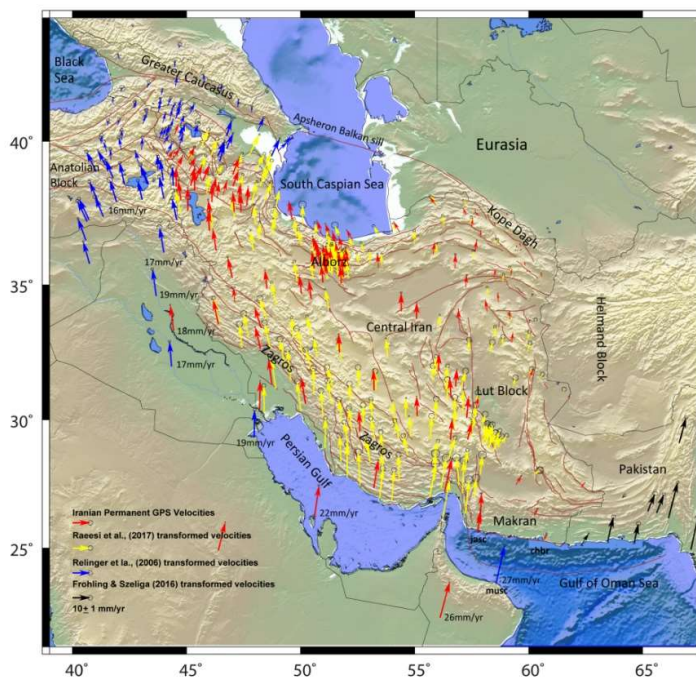 Black
Sea
Greater Caucasus
40°
Apsheron Balkan sill
Eurasia
Anatolian
Block
South Caspian Sea
16mm/yr
Kope Dagh
17mm/yr
Alborz
35°
19mm/yr
18mm/yr
Central Iran
Helmand Block
17mm/yr
Zagros
Lut Block
30°
19mm/yr
Zagros
Persian Gulf
Pakistan
Iranian Permanent GPS Velocities
22mm/yr
Makran
Raeesi et al., (2017) transformed velocities
jasc
chbr
25°
Relinger et la., (2006) transformed velocities
27mm/yr
Gulf of Oman Sea
Frohling & Szeliga (2016) transformed velocities
musc
10± 1 mm/yr
26mm/yr
40° 45° 50° 55° 60° 65°